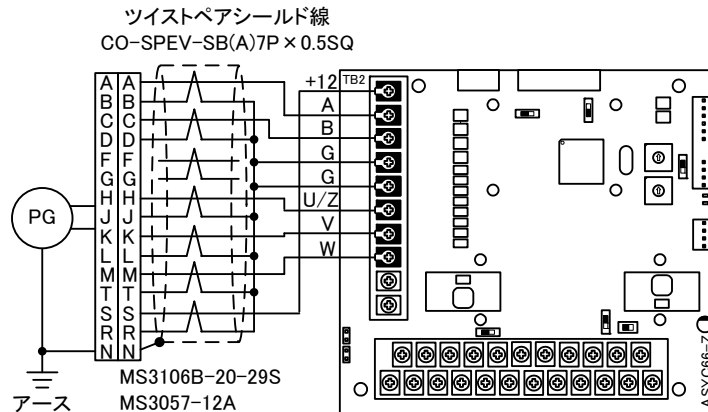 ツイストペアシールド線
CO-SPEV-SB(A)7P×0.5SQ
+12 TB2
A
B
G
G
U/Z
V
W
A A
B B
C C
D D
F F
G G
H H
J J
K K
L L
M M
T T
S S
R R
N N
PG
アース
MS3106B-20-29S
MS3057-12A
ASYC66-Z